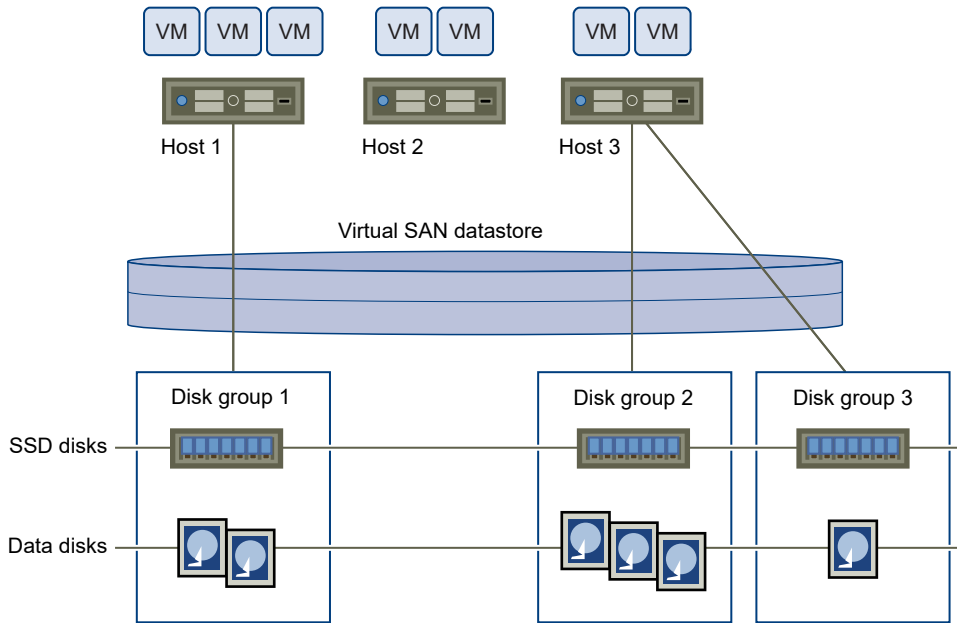 VM VM VM VM VM VM VM
Host 1 Host 2 Host 3
Virtual SAN datastore
Disk group 1 Disk group 2 Disk group 3
SSD disks
Data disks